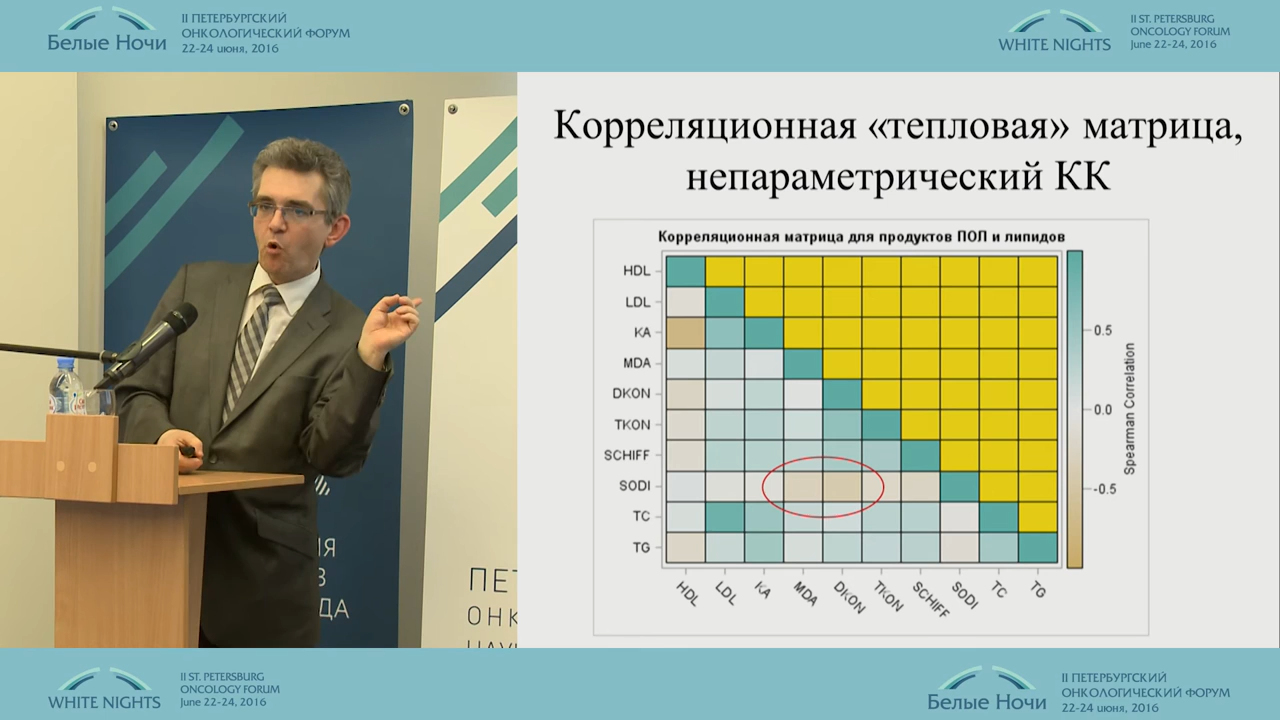 Белые Ночи
II ПЕТЕРБУРГСКИЙ
ОНКОЛОГИЧЕСКИЙ ФОРУМ
22-24 июня, 2016
WHITE NIGHTS
II ST. PETERSBURG
ONCOLOGY FORUM
June 22-24, 2016
Корреляционная «тепловая» матрица,
непараметрический КК
Корреляционная матрица для продуктов ПОП и липидов
HDL
LDL
KA
MDA
DKON
TKON
SCHIFF
SODI
TC
TG
HDL
LDL
KA
MDA
DKON
TKON
SCHIFF
SODI
TC
TG
0.5
0.0
-0.5
Spearman Correlation
ПЕТ
ОНК
WHITE NIGHTS
II ST. PETERSBURG
ONCOLOGY FORUM
June 22-24, 2016
Белые Ночи
II ПЕТЕРБУРГСКИЙ
ОНКОЛОГИЧЕСКИЙ ФОРУМ
22-24 июня, 2016